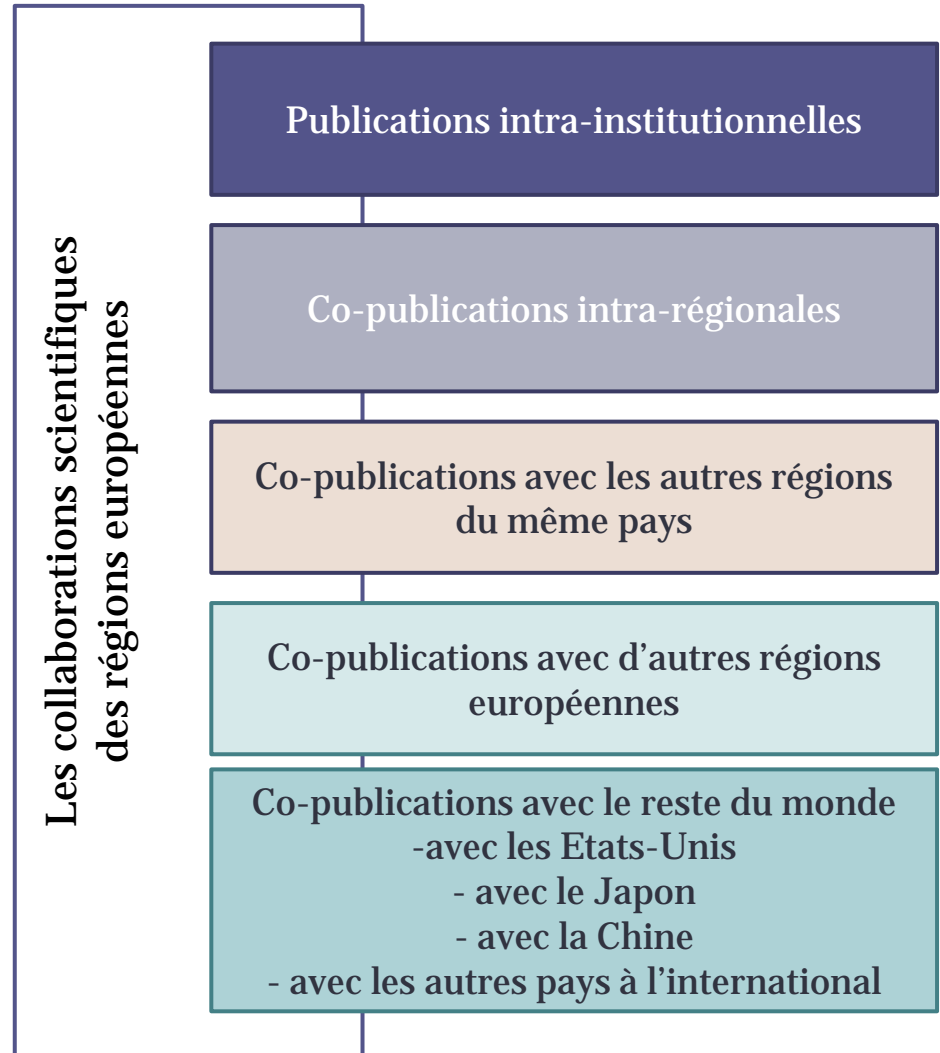 Les collaborations scientifiques
des régions européennes
Publications intra-institutionnelles
Co-publications intra-régionales
Co-publications avec les autres régions
du même pays
Co-publications avec d'autres régions
européennes
Co-publications avec le reste du monde
-avec les Etats-Unis
- avec le Japon
- avec la Chine
- avec les autres pays à l’international